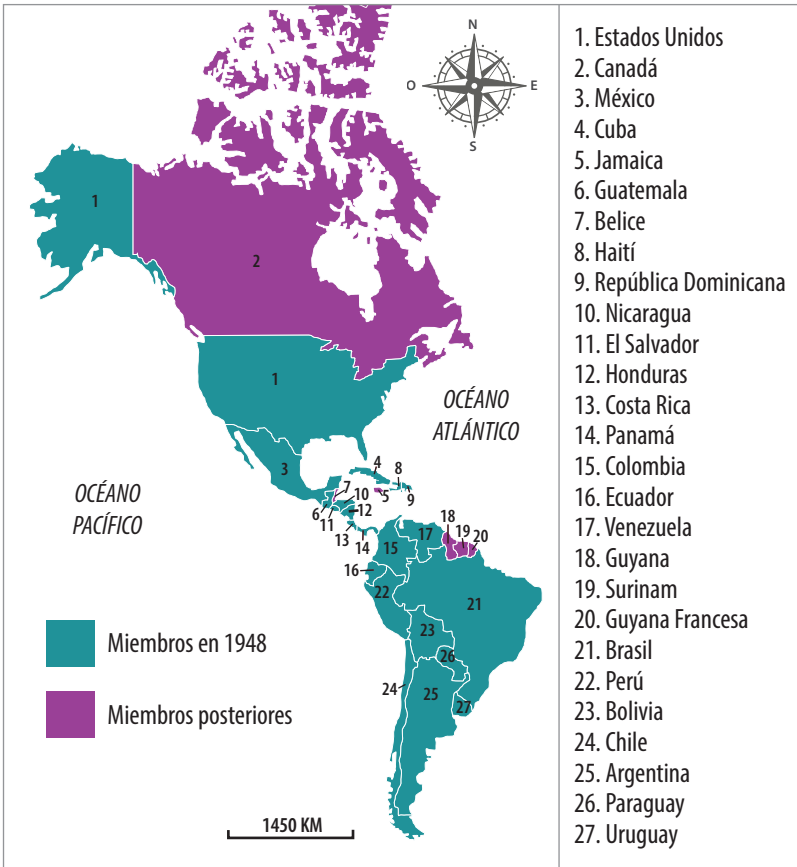 N
O
E
S
1
2
1
OCÉANO
ATLÁNTICO
3
4
8
7
10
5
9
OCÉANO
PACÍFICO
6
12
11
13
14
15
17
18
19
20
16
22
21
23
26
24
25
27
Miembros en 1948
Miembros posteriores
1450 KM
1. Estados Unidos
2. Canadá
3. México
4. Cuba
5. Jamaica
6. Guatemala
7. Belice
8. Haití
9. República Dominicana
10. Nicaragua
11. El Salvador
12. Honduras
13. Costa Rica
14. Panamá
15. Colombia
16. Ecuador
17. Venezuela
18. Guyana
19. Surinam
20. Guyana Francesa
21. Brasil
22. Perú
23. Bolivia
24. Chile
25. Argentina
26. Paraguay
27. Uruguay